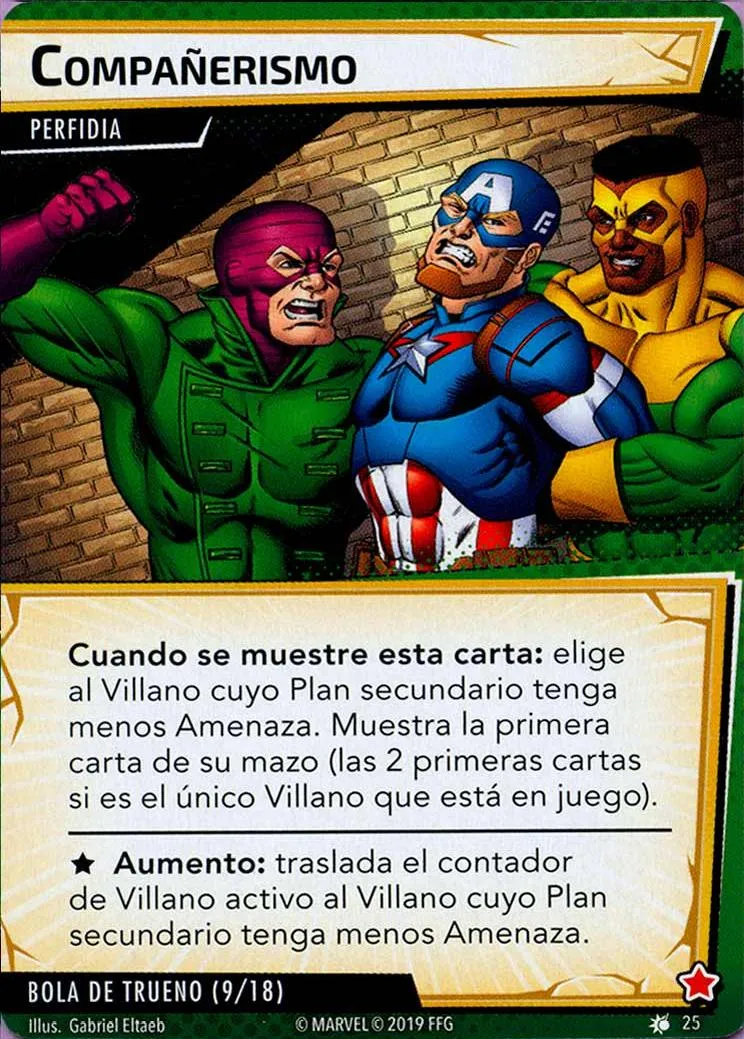 COMPAÑERISMO
PERFIDIA
A
Cuando se muestre esta carta: elige
al Villano cuyo Plan secundario tenga
menos Amenaza. Muestra la primera
carta de su mazo (las 2 primeras cartas
si es el único Villano que está en juego).
★ Aumento: traslada el contador
de Villano activo al Villano cuyo Plan
secundario tenga menos Amenaza.
BOLA DE TRUENO (9/18)
Illus. Gabriel Eltaeb
© MARVEL © 2019 FFG
25